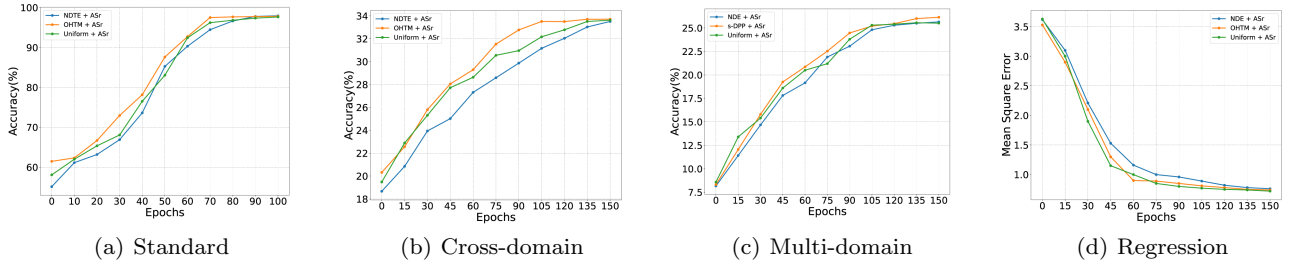 100
90
80
70
60
Accuracy(%)
NDTE + ASr
OHTM + ASr
Uniform + ASr
0 10 20 30 40 50 60 70 80 90 100
Epochs
(a) Standard
34
32
30
28
26
24
22
20
18
Accuracy(%)
NDTE + ASr
OHTM + ASr
Uniform + ASr
0 15 30 45 60 75 90 105 120 135 150
Epochs
(b) Cross-domain
25.0
22.5
20.0
17.5
15.0
12.5
10.0
7.5
Accuracy(%)
NDE + ASr
s-DPP + ASr
Uniform + ASr
0 15 30 45 60 75 90 105 120 135 150
Epochs
(c) Multi-domain
3.5
3.0
2.5
2.0
1.5
1.0
Mean Square Error
NDE + ASr
OHTM + ASr
Uniform + ASr
0 15 30 45 60 75 90 105 120 135 150
Epochs
(d) Regression